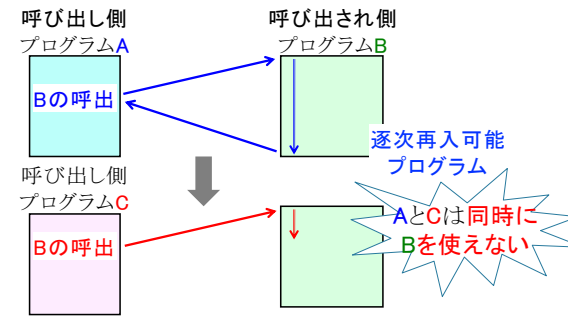 呼び出し側
プログラムA
呼び出され側
プログラムB
Bの呼出
逐次再入可能
プログラム
呼び出し側
プログラムC
Bの呼出
AとCは同時に
Bを使えない